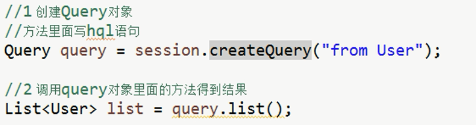 //1 创建Query对象
//方法里面写hql语句
Query query = session.createQuery("from User");
//2 调用query对象里面的方法得到结果
List<User> list = query.list();